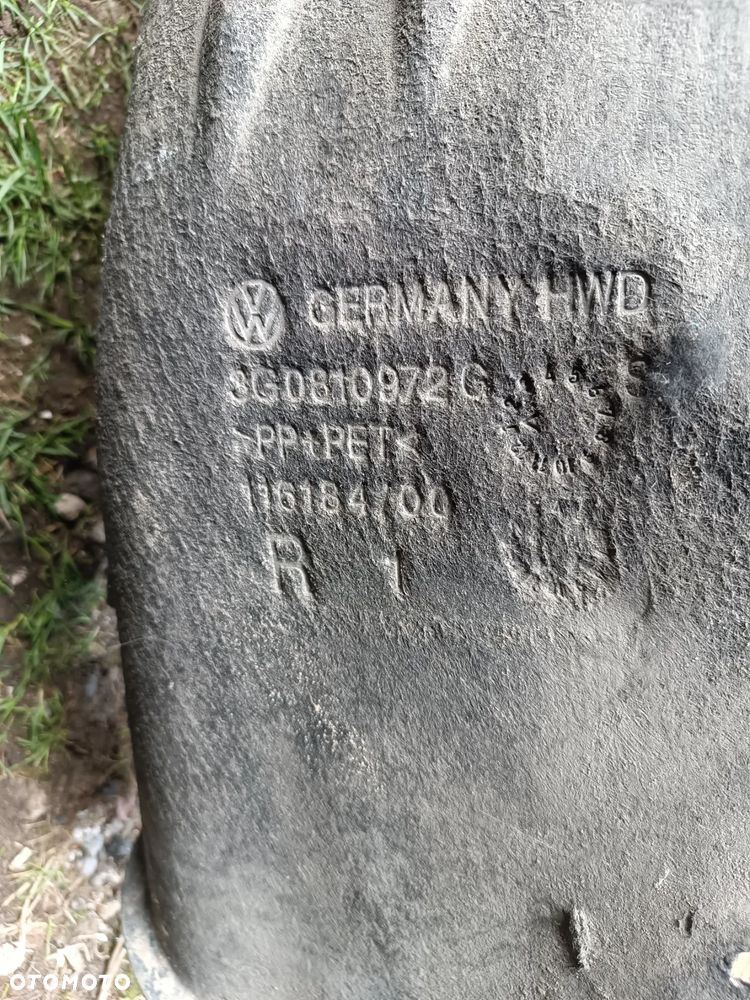 GERMANY HWD
3G0810972 G
>PP+PET<
116184/00
R 1
OTOMOTO